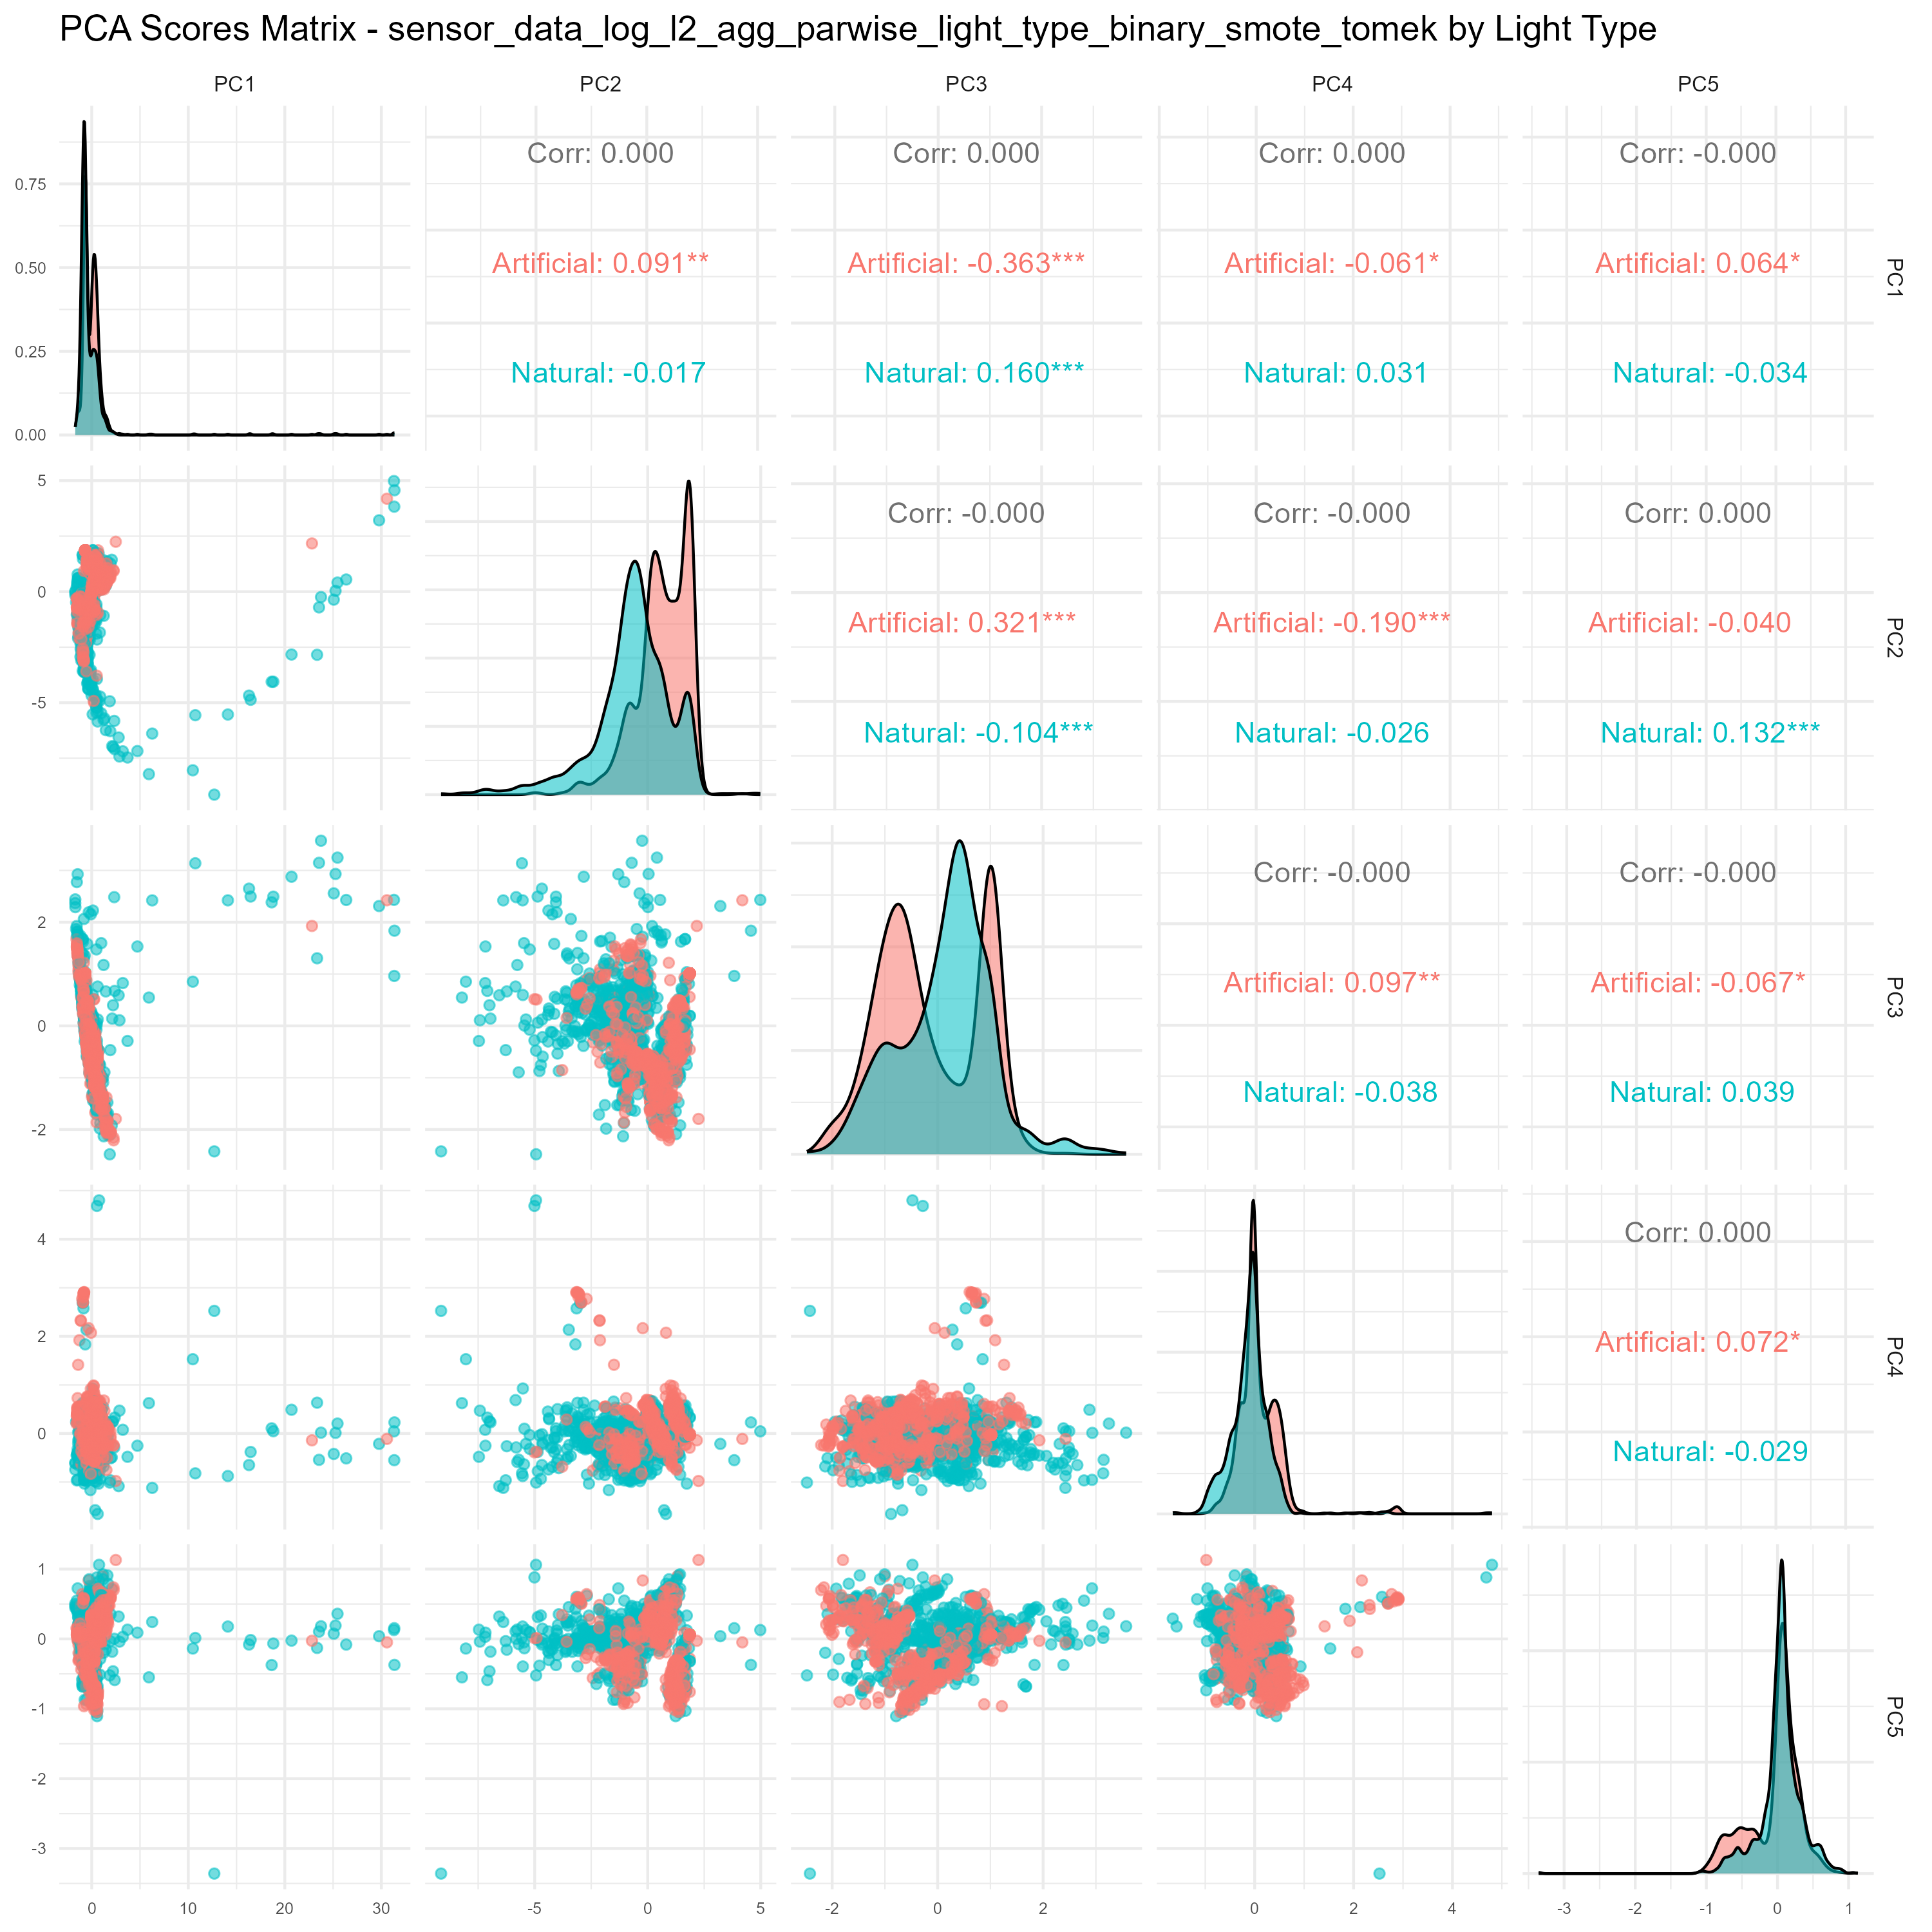 PCA Scores Matrix - sensor_data_log_l2_agg_parwise_light_type_binary_smote_tomek by Light Type
PC1 PC2 PC3 PC4 PC5
0.75
0.50
0.25
0.00
Corr: 0.000
Artificial: 0.091**
Natural: -0.017
Corr: 0.000
Artificial: -0.363***
Natural: 0.160***
Corr: 0.000
Artificial: -0.061*
Natural: 0.031
Corr: -0.000
Artificial: 0.064*
Natural: -0.034
PC1
5
0
-5
Corr: -0.000
Artificial: 0.321***
Natural: -0.104***
Corr: -0.000
Artificial: -0.190***
Natural: -0.026
Corr: 0.000
Artificial: -0.040
Natural: 0.132***
PC2
2
0
-2
Corr: -0.000
Artificial: 0.097**
Natural: -0.038
Corr: -0.000
Artificial: -0.067*
Natural: 0.039
PC3
4
2
0
Corr: 0.000
Artificial: 0.072*
Natural: -0.029
PC4
1
0
-1
-2
-3
PC5
0 10 20 30
-5 0 5
-2 0 2
0 2 4
-3 -2 -1 0 1